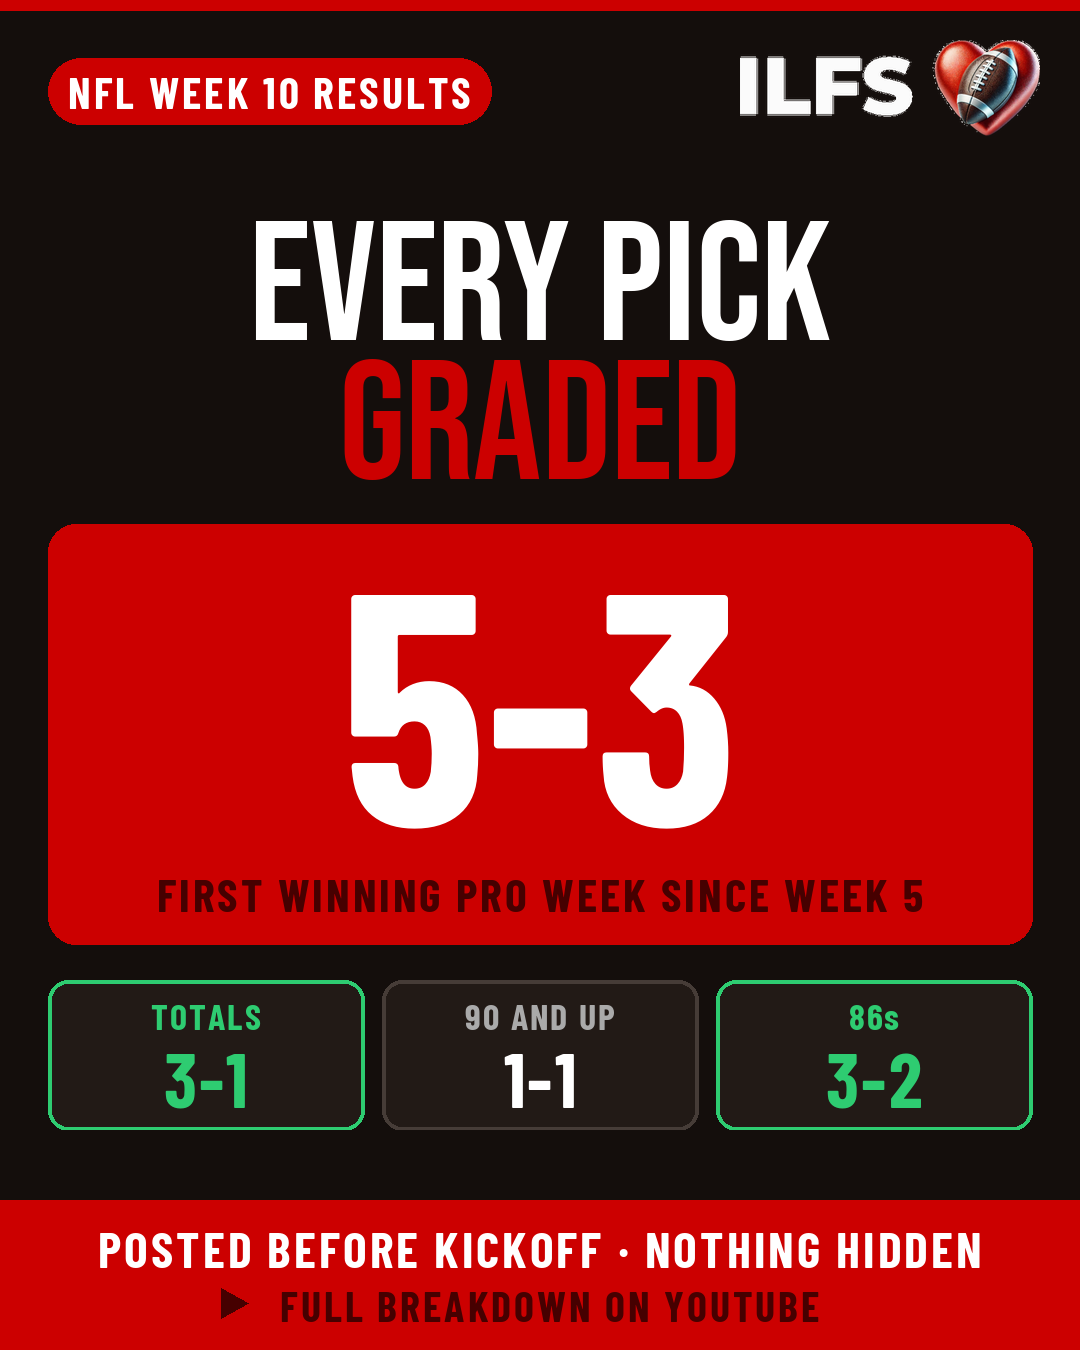 NFL WEEK 10 RESULTS
ILFS
EVERY PICK
GRADED
5-3
FIRST WINNING PRO WEEK SINCE WEEK 5
TOTALS
3-1
90 AND UP
1-1
86s
3-2
POSTED BEFORE KICKOFF · NOTHING HIDDEN
▶ FULL BREAKDOWN ON YOUTUBE